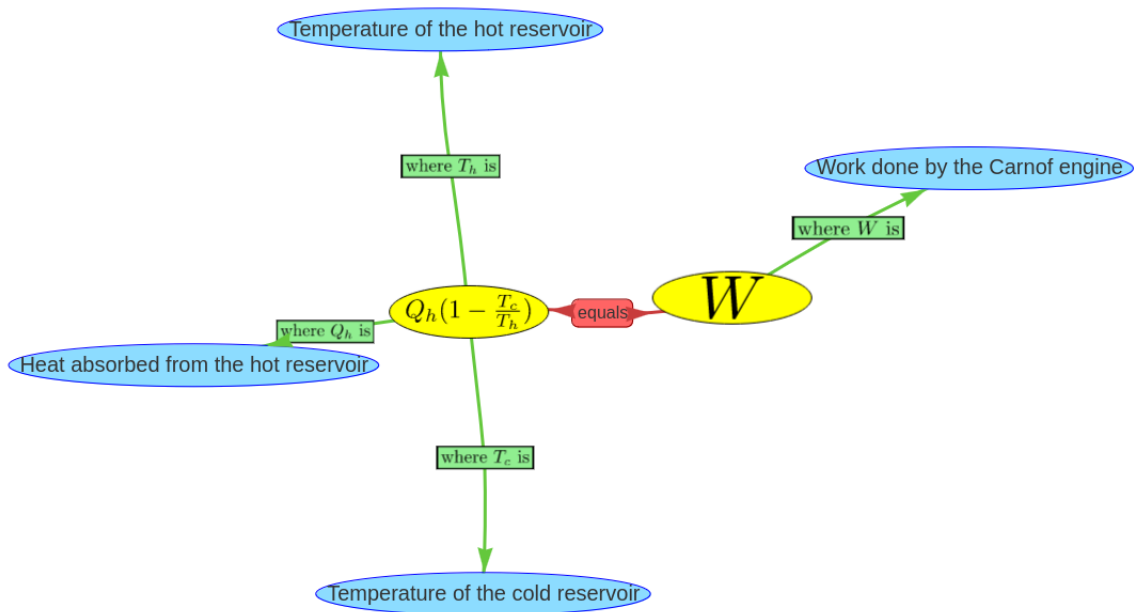 Temperature of the hot reservoir
where $T_h$ is
Work done by the Carnof engine
where $W$ is
$Q_h(1 - \frac{T_c}{T_h})$
equals
$W$
where $Q_h$ is
Heat absorbed from the hot reservoir
where $T_c$ is
Temperature of the cold reservoir